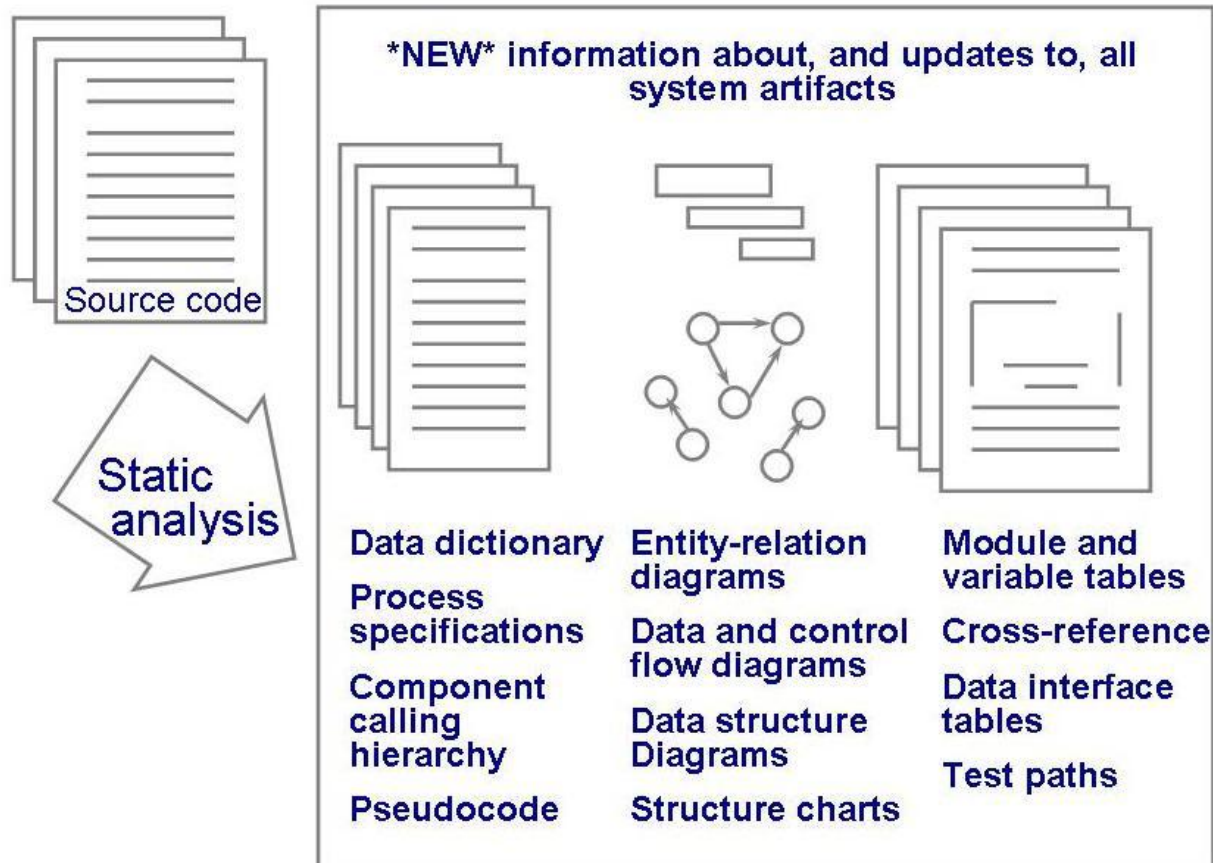 *NEW* information about, and updates to, all
system artifacts
Source code
Static
analysis
Data dictionary
Process
specifications
Component
calling
hierarchy
Pseudocode
Entity-relation
diagrams
Data and control
flow diagrams
Data structure
Diagrams
Structure charts
Module and
variable tables
Cross-reference
Data interface
tables
Test paths